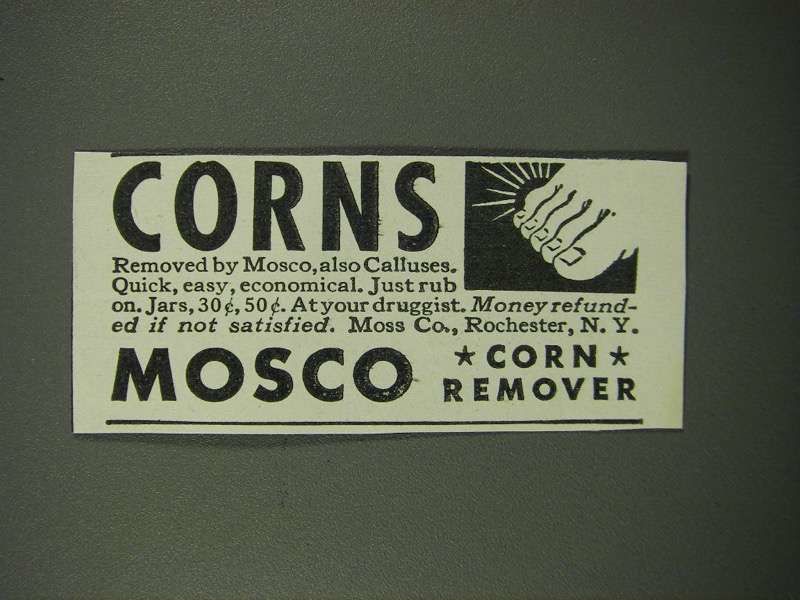 CORNS
Removed by Mosco, also Calluses.
Quick, easy, economical. Just rub
on. Jars, 30¢, 50¢. At your druggist. Money refund-
ed if not satisfied. Moss Co., Rochester, N. Y.
MOSCO
★ CORN ★
REMOVER